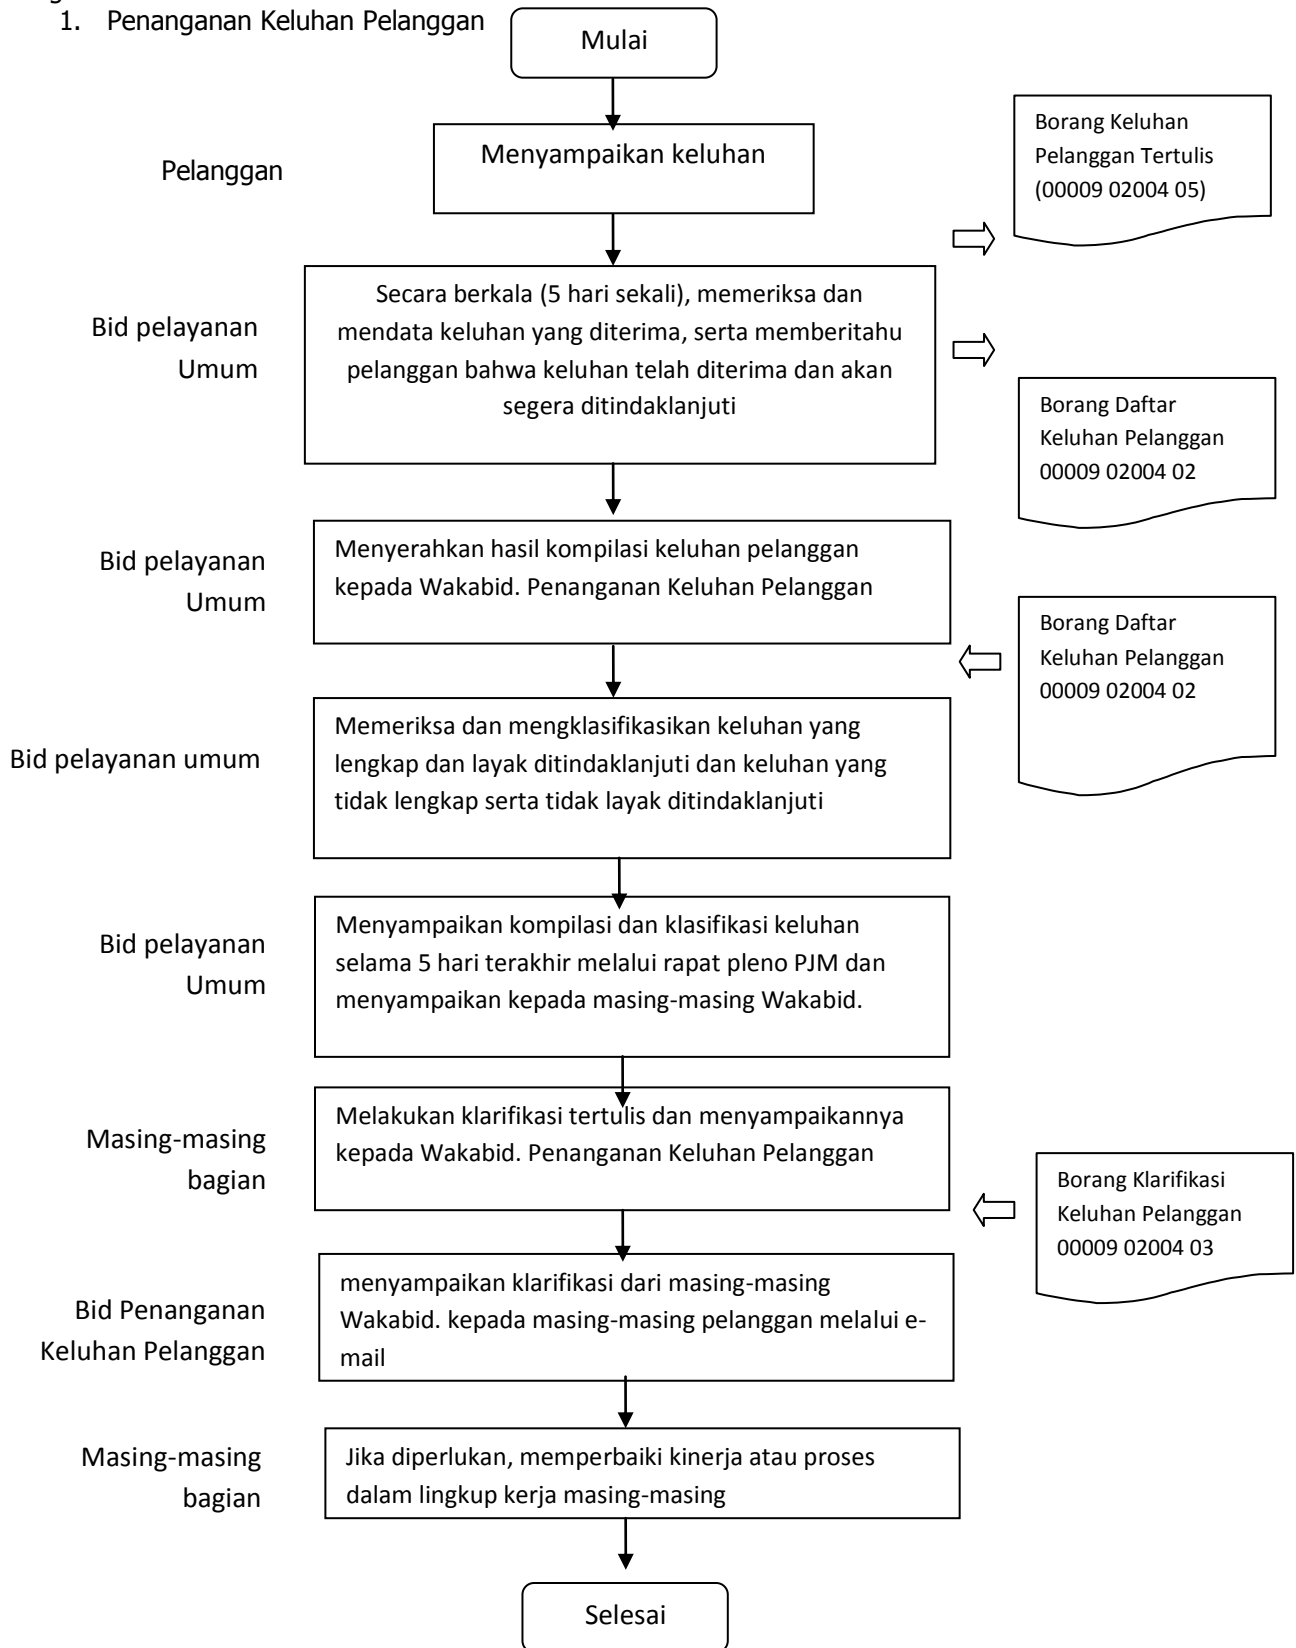 1. Penanganan Keluhan Pelanggan
Mulai
Pelanggan
Menyampaikan keluhan
Borang Keluhan
Pelanggan Tertulis
(00009 02004 05)
Bid pelayanan
Umum
Secara berkala (5 hari sekali), memeriksa dan
mendata keluhan yang diterima, serta memberitahu
pelanggan bahwa keluhan telah diterima dan akan
segera ditindaklanjuti
Borang Daftar
Keluhan Pelanggan
00009 02004 02
Bid pelayanan
Umum
Menyerahkan hasil kompilasi keluhan pelanggan
kepada Wakabid. Penanganan Keluhan Pelanggan
Borang Daftar
Keluhan Pelanggan
00009 02004 02
Bid pelayanan umum
Memeriksa dan mengklasifikasikan keluhan yang
lengkap dan layak ditindaklanjuti dan keluhan yang
tidak lengkap serta tidak layak ditindaklanjuti
Bid pelayanan
Umum
Menyampaikan kompilasi dan klasifikasi keluhan
selama 5 hari terakhir melalui rapat pleno PJM dan
menyampaikan kepada masing-masing Wakabid.
Masing-masing
bagian
Melakukan klarifikasi tertulis dan menyampaikannya
kepada Wakabid. Penanganan Keluhan Pelanggan
Borang Klarifikasi
Keluhan Pelanggan
00009 02004 03
Bid Penanganan
Keluhan Pelanggan
menyampaikan klarifikasi dari masing-masing
Wakabid. kepada masing-masing pelanggan melalui e-
mail
Masing-masing
bagian
Jika diperlukan, memperbaiki kinerja atau proses
dalam lingkup kerja masing-masing
Selesai